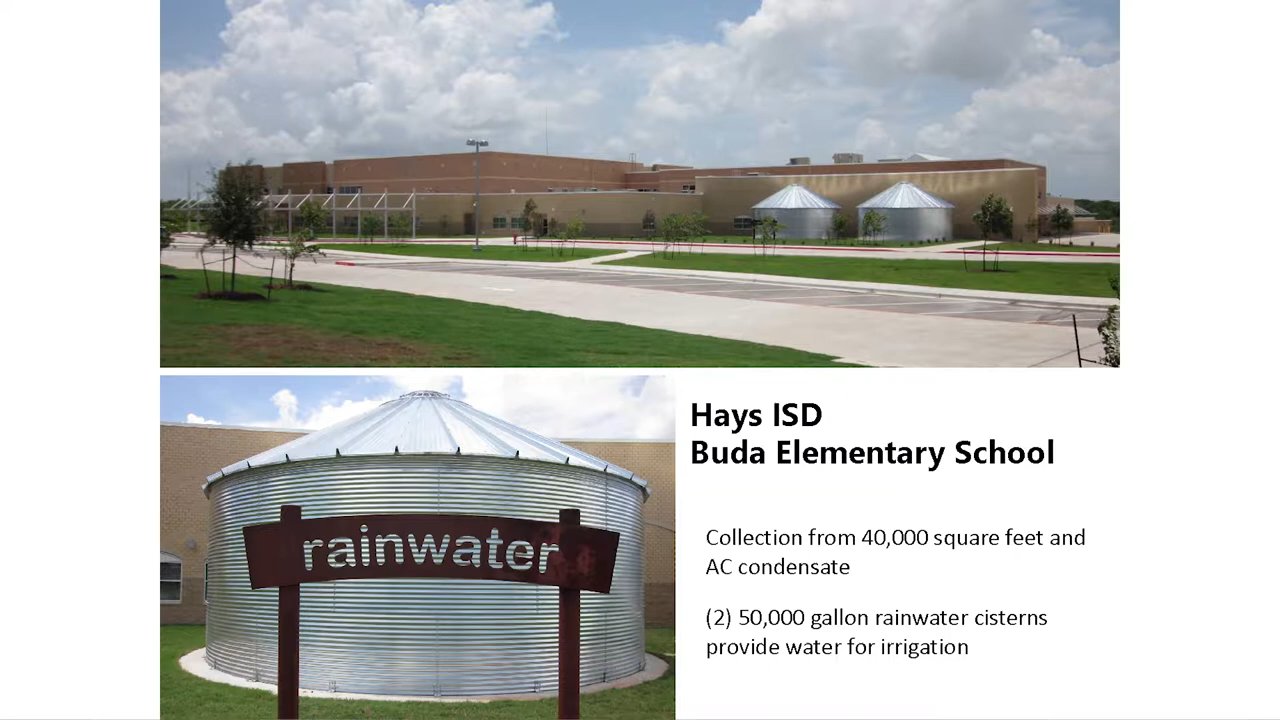 rainwater
Hays ISD
Buda Elementary School
Collection from 40,000 square feet and
AC condensate
(2) 50,000 gallon rainwater cisterns
provide water for irrigation